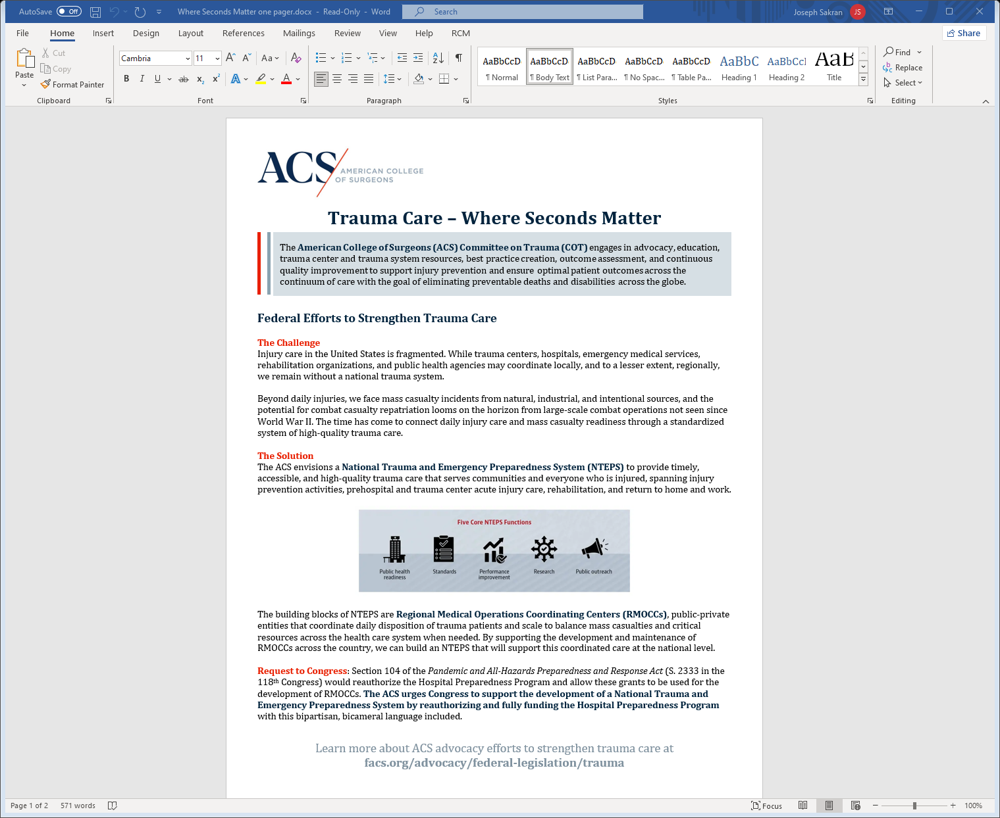 AutoSave Off Where Seconds Matter one pager.docx - Read-Only - Word Search Joseph Sakran JS
File Home Insert Design Layout References Mailings Review View Help RCM Share
Paste
Cut
Copy
Format Painter
Clipboard
Cambria 11 A A Aa A
B I U ab x₂ x² A A
Font
Paragraph
AaBbCcD AaBbCcD AaBbCcD AaBbCcD AaBbCcD AaBbC AaBbCcI AaB
¶ Normal ¶ Body Text ¶ List Para... ¶ No Spac... ¶ Table Pa... Heading 1 Heading 2 Title
Styles
Find
Replace
Select
Editing
ACS AMERICAN COLLEGE
OF SURGEONS
Trauma Care – Where Seconds Matter
The American College of Surgeons (ACS) Committee on Trauma (COT) engages in advocacy, education,
trauma center and trauma system resources, best practice creation, outcome assessment, and continuous
quality improvement to support injury prevention and ensure optimal patient outcomes across the
continuum of care with the goal of eliminating preventable deaths and disabilities across the globe.
Federal Efforts to Strengthen Trauma Care
The Challenge
Injury care in the United States is fragmented. While trauma centers, hospitals, emergency medical services,
rehabilitation organizations, and public health agencies may coordinate locally, and to a lesser extent, regionally,
we remain without a national trauma system.
Beyond daily injuries, we face mass casualty incidents from natural, industrial, and intentional sources, and the
potential for combat casualty repatriation looms on the horizon from large-scale combat operations not seen since
World War II. The time has come to connect daily injury care and mass casualty readiness through a standardized
system of high-quality trauma care.
The Solution
The ACS envisions a National Trauma and Emergency Preparedness System (NTEPS) to provide timely,
accessible, and high-quality trauma care that serves communities and everyone who is injured, spanning injury
prevention activities, prehospital and trauma center acute injury care, rehabilitation, and return to home and work.
Five Core NTEPS Functions
Public health
readiness
Standards
Performance
improvement
Research
Public outreach
The building blocks of NTEPS are Regional Medical Operations Coordinating Centers (RMOCCs), public-private
entities that coordinate daily disposition of trauma patients and scale to balance mass casualties and critical
resources across the health care system when needed. By supporting the development and maintenance of
RMOCCs across the country, we can build an NTEPS that will support this coordinated care at the national level.
Request to Congress: Section 104 of the Pandemic and All-Hazards Preparedness and Response Act (S. 2333 in the
118th Congress) would reauthorize the Hospital Preparedness Program and allow these grants to be used for the
development of RMOCCs. The ACS urges Congress to support the development of a National Trauma and
Emergency Preparedness System by reauthorizing and fully funding the Hospital Preparedness Program
with this bipartisan, bicameral language included.
Learn more about ACS advocacy efforts to strengthen trauma care at
facs.org/advocacy/federal-legislation/trauma
Page 1 of 2 571 words Focus 100%